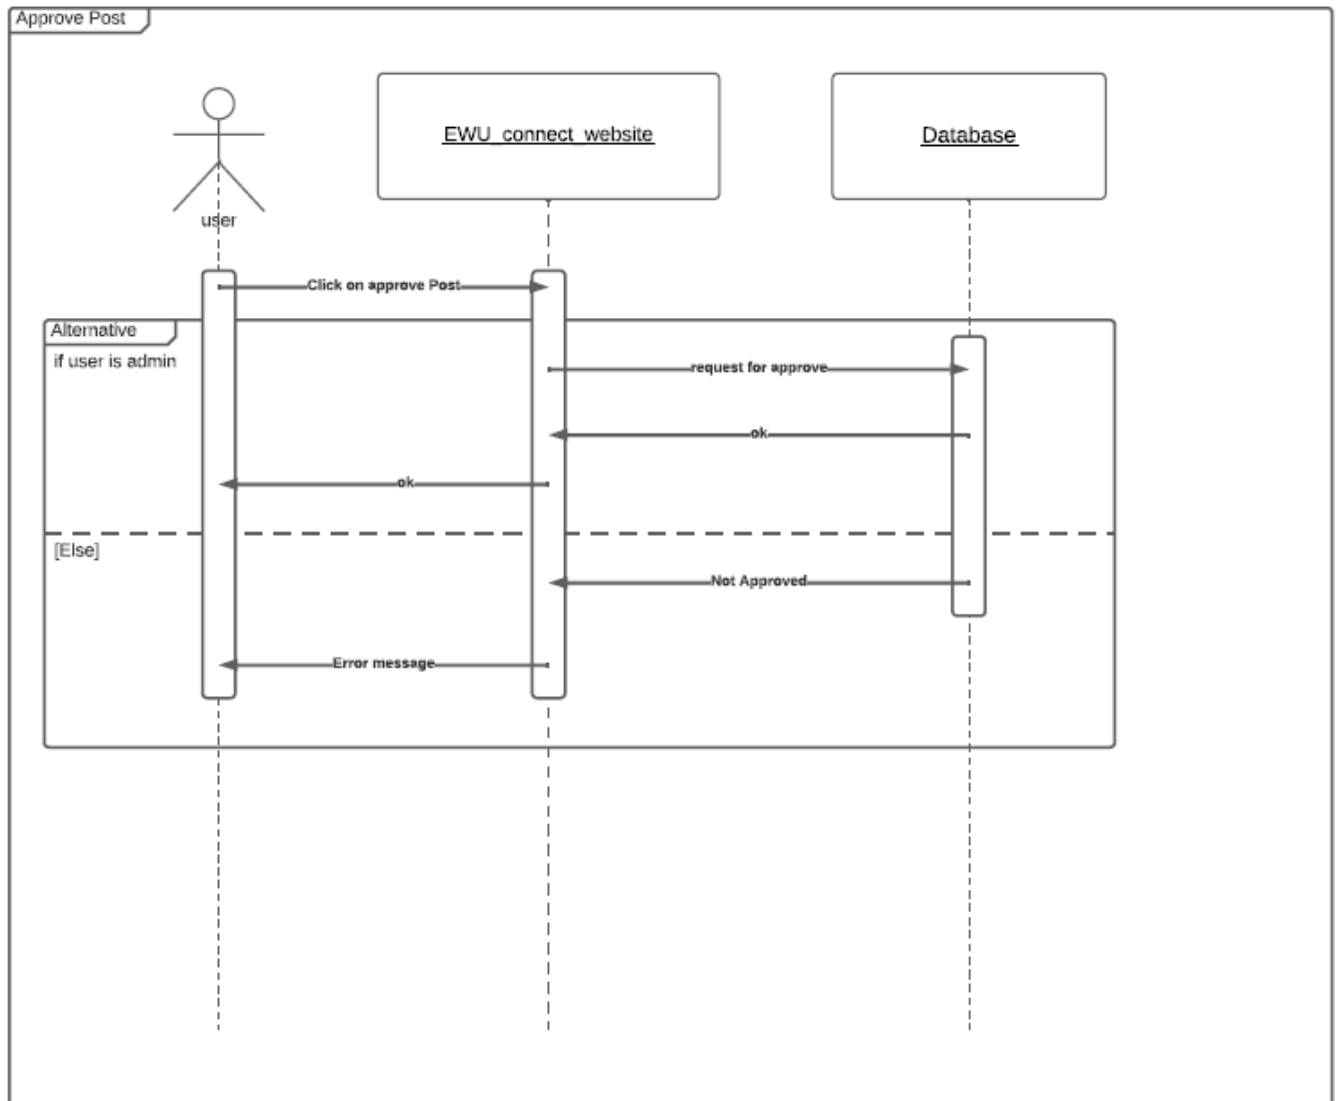 Approve Post
EWU_connect_website
Database
user
Click on approve Post
Alternative
if user is admin
request for approve
ok
ok
[Else]
Not Approved
Error message